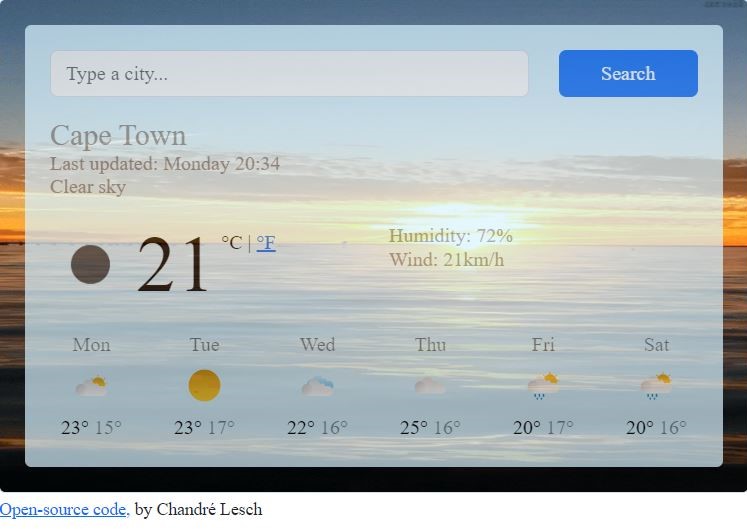 Type a city...
Search
Cape Town
Last updated: Monday 20:34
Clear sky
21 °C | °F
Humidity: 72%
Wind: 21km/h
Mon Tue Wed Thu Fri Sat
23° 15° 23° 17° 22° 16° 25° 16° 20° 17° 20° 16°
Open-source code, by Chandré Lesch